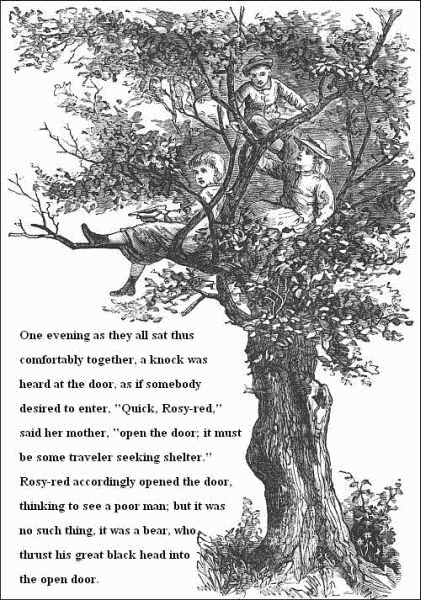 One evening as they all sat thus
comfortably together, a knock was
heard at the door, as if somebody
desired to enter, "Quick, Rosy-red,"
said her mother, "open the door; it must
be some traveler seeking shelter."
Rosy-red accordingly opened the door,
thinking to see a poor man; but it was
no such thing, it was a bear, who
thrust his great black head into
the open door.